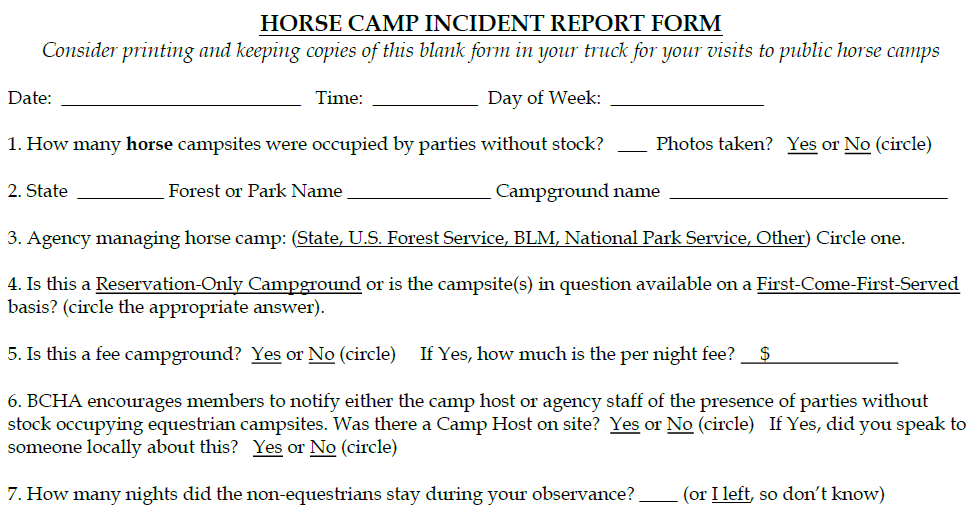 HORSE CAMP INCIDENT REPORT FORM
Consider printing and keeping copies of this blank form in your truck for your visits to public horse camps
Date: _________________________ Time: ___________ Day of Week: ________________
1. How many horse campsites were occupied by parties without stock? ___ Photos taken? Yes or No (circle)
2. State _________ Forest or Park Name _______________ Campground name _____________________________
3. Agency managing horse camp: (State, U.S. Forest Service, BLM, National Park Service, Other) Circle one.
4. Is this a Reservation-Only Campground or is the campsite(s) in question available on a First-Come-First-Served
basis? (circle the appropriate answer).
5. Is this a fee campground? Yes or No (circle) If Yes, how much is the per night fee? __$_____________
6. BCHA encourages members to notify either the camp host or agency staff of the presence of parties without
stock occupying equestrian campsites. Was there a Camp Host on site? Yes or No (circle) If Yes, did you speak to
someone locally about this? Yes or No (circle)
7. How many nights did the non-equestrians stay during your observance? ____ (or I left, so don't know)